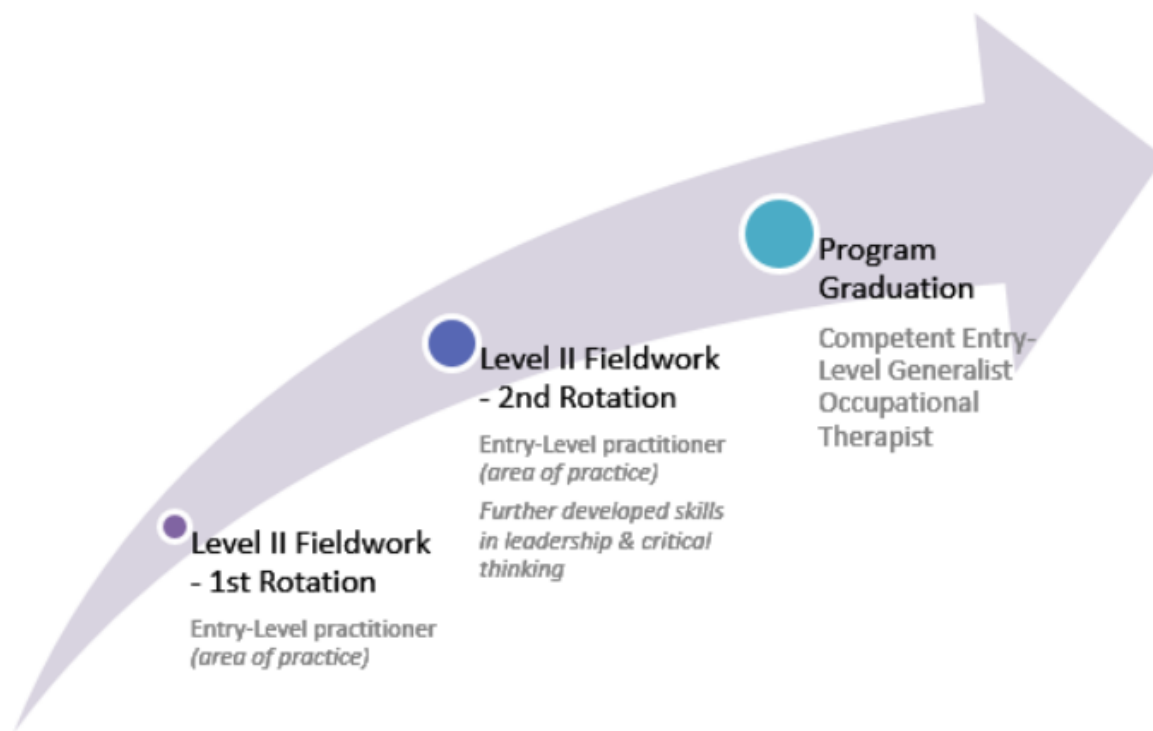 Level II Fieldwork
- 1st Rotation
Entry-Level practitioner
(area of practice)
Level II Fieldwork
- 2nd Rotation
Entry-Level practitioner
(area of practice)
Further developed skills
in leadership & critical
thinking
Program
Graduation
Competent Entry-
Level Generalist
Occupational
Therapist